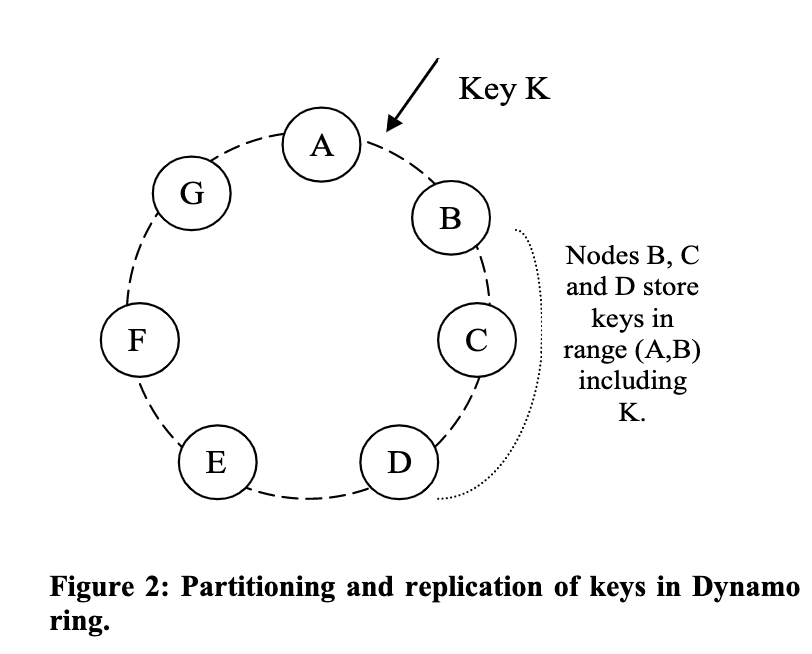 Key K
A
G
B
Nodes B, C
and D store
keys in
range (A,B)
including
K.
F
C
E
D
Figure 2: Partitioning and replication of keys in Dynamo
ring.